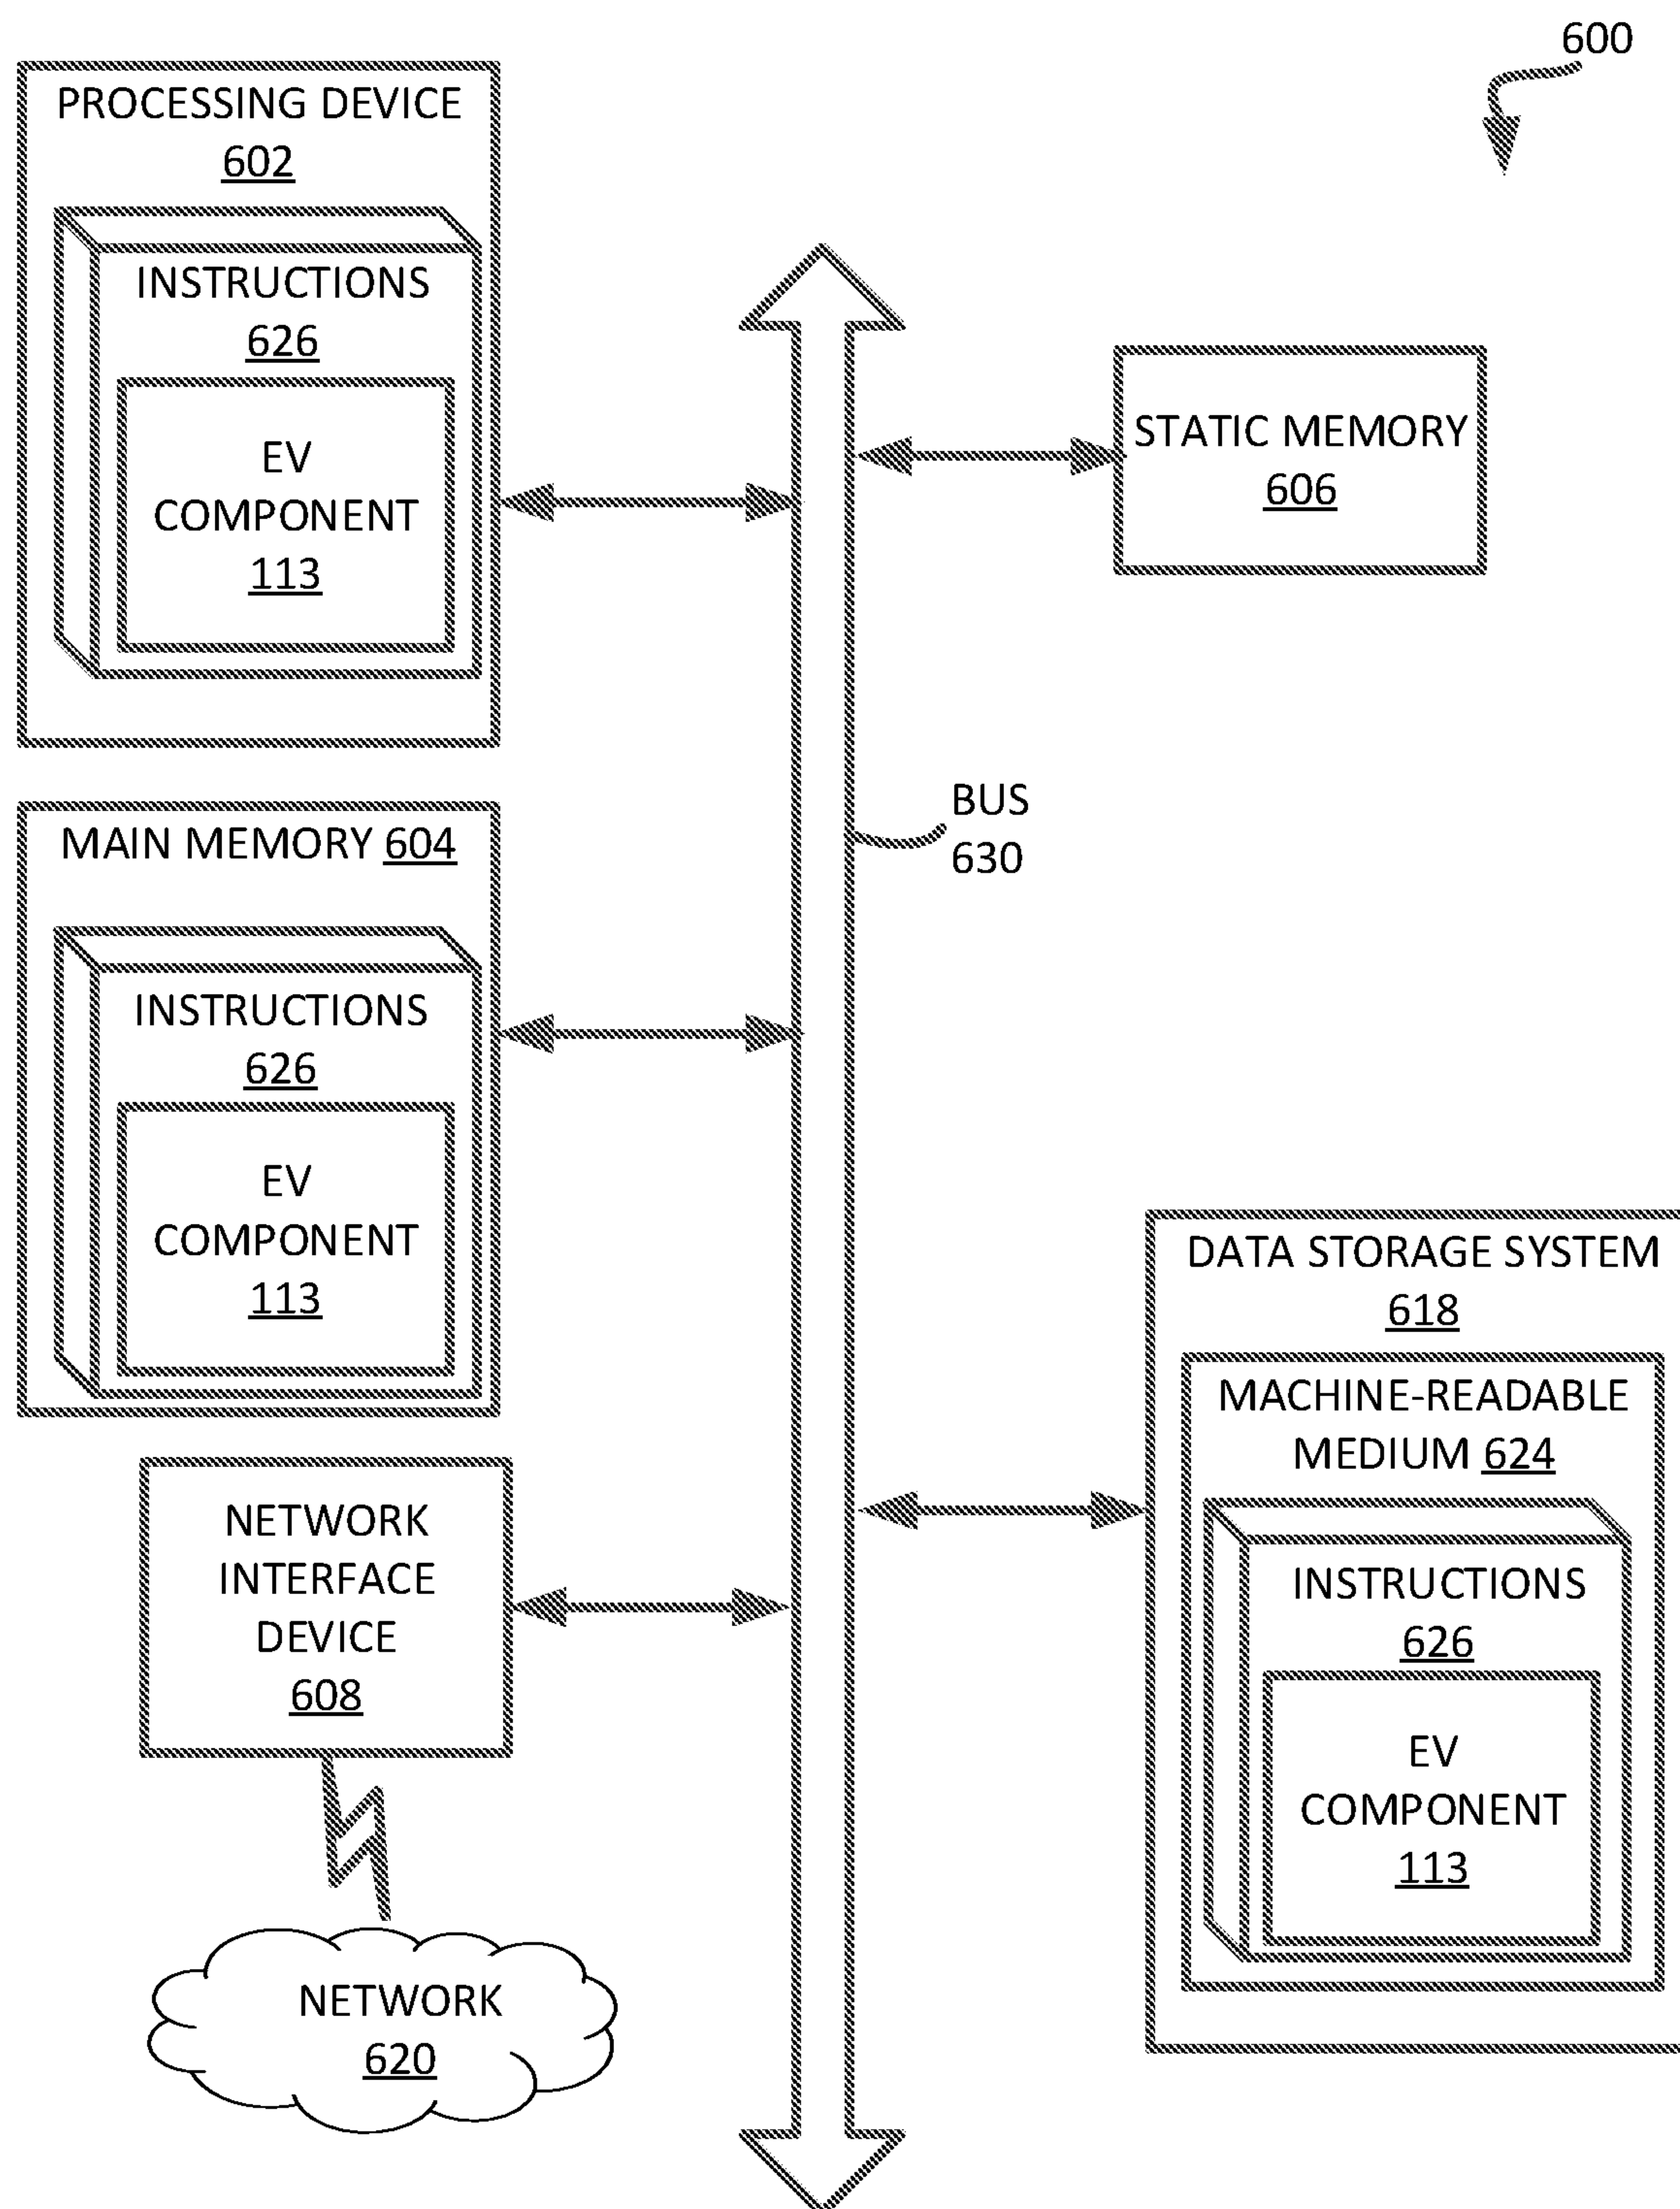 600
PROCESSING DEVICE
602
INSTRUCTIONS
626
EV
COMPONENT
113
STATIC MEMORY
606
BUS
630
MAIN MEMORY 604
INSTRUCTIONS
626
EV
COMPONENT
113
DATA STORAGE SYSTEM
618
MACHINE-READABLE
MEDIUM 624
INSTRUCTIONS
626
EV
COMPONENT
113
NETWORK
INTERFACE
DEVICE
608
NETWORK
620